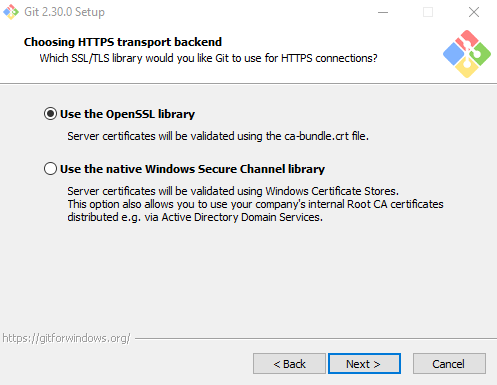 Git 2.30.0 Setup
Choosing HTTPS transport backend
Which SSL/TLS library would you like Git to use for HTTPS connections?
Use the OpenSSL library
Server certificates will be validated using the ca-bundle.crt file.
Use the native Windows Secure Channel library
Server certificates will be validated using Windows Certificate Stores.
This option also allows you to use your company's internal Root CA certificates
distributed e.g. via Active Directory Domain Services.
https://gitforwindows.org/
< Back Next > Cancel